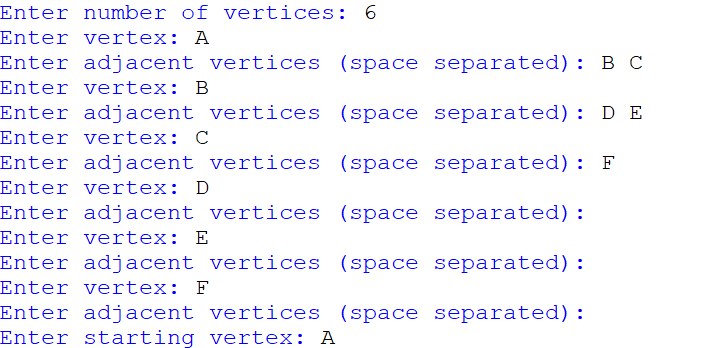 Enter number of vertices: 6
Enter vertex: A
Enter adjacent vertices (space separated): B C
Enter vertex: B
Enter adjacent vertices (space separated): D E
Enter vertex: C
Enter adjacent vertices (space separated): F
Enter vertex: D
Enter adjacent vertices (space separated):
Enter vertex: E
Enter adjacent vertices (space separated):
Enter vertex: F
Enter adjacent vertices (space separated):
Enter starting vertex: A